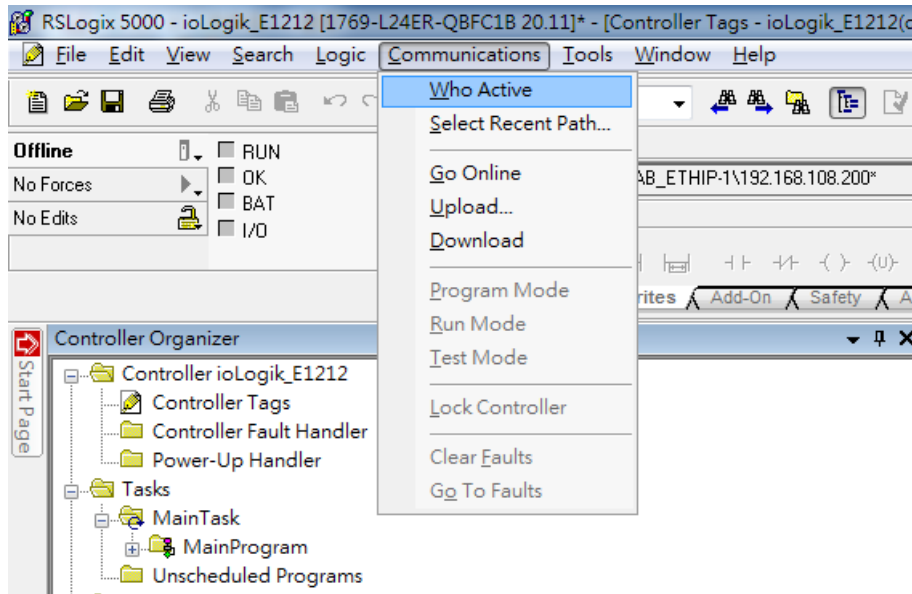 RSLogix 5000 - ioLogik_E1212 [1769-L24ER-QBFC1B 20.11]* - [Controller Tags - ioLogik_E1212(c
File Edit View Search Logic Communications Tools Window Help
Who Active
Select Recent Path...
Go Online
Upload...
Download
Program Mode
Run Mode
Test Mode
Lock Controller
Clear Faults
Go To Faults
Offline
RUN
No Forces
OK
BAT
No Edits
I/O
AB_ETHIP-1\192.168.108.200*
rites Add-On Safety A
Start Page
Controller Organizer
Controller ioLogik_E1212
Controller Tags
Controller Fault Handler
Power-Up Handler
Tasks
MainTask
MainProgram
Unscheduled Programs